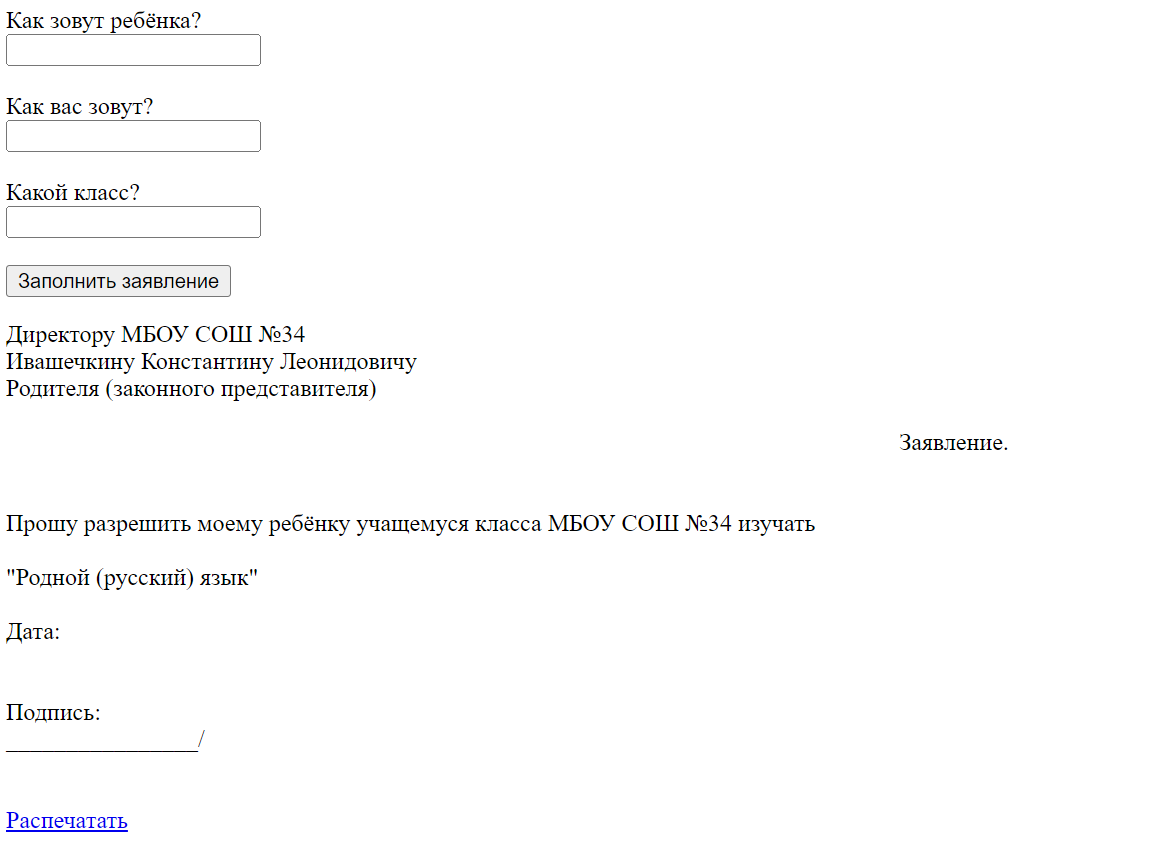 Как зовут ребёнка?
Как вас зовут?
Какой класс?
Заполнить заявление
Директору МБОУ СОШ №34
Ивашечкину Константину Леонидовичу
Родителя (законного представителя)
Заявление.
Прошу разрешить моему ребёнку учащемуся класса МБОУ СОШ №34 изучать
"Родной (русский) язык"
Дата:
Подпись:
________________/
Распечатать